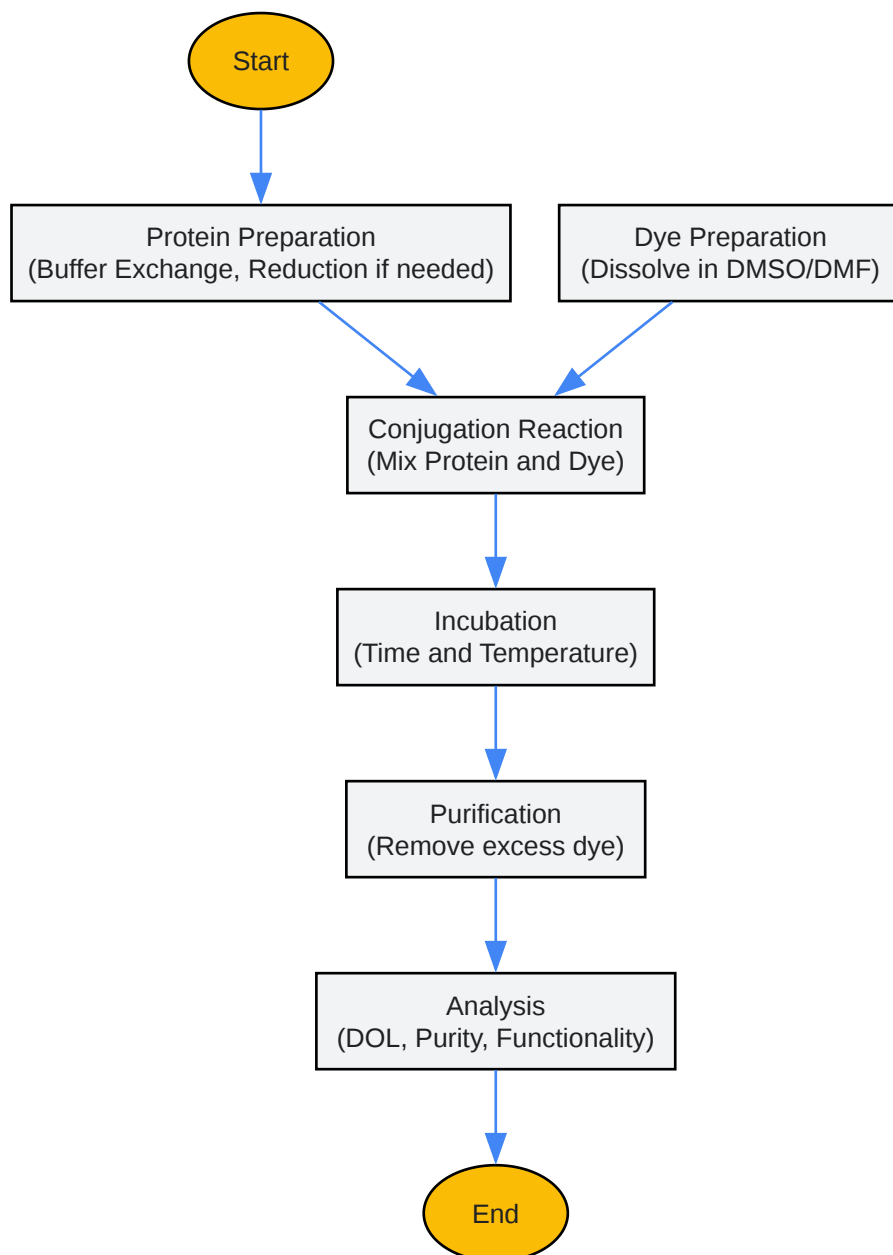 Start
Protein Preparation
(Buffer Exchange, Reduction if needed)
Dye Preparation
(Dissolve in DMSO/DMF)
Conjugation Reaction
(Mix Protein and Dye)
Incubation
(Time and Temperature)
Purification
(Remove excess dye)
Analysis
(DOL, Purity, Functionality)
End